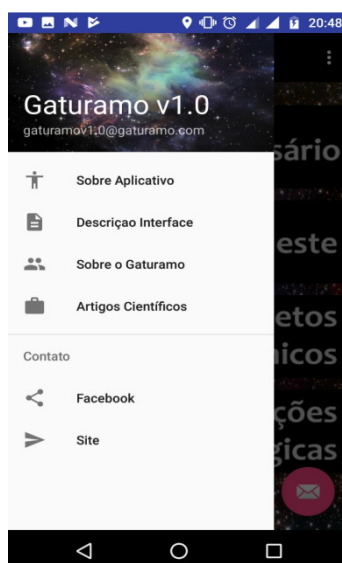 20:48
Gaturamo v1.0
gaturamov1.0@gaturamo.com
Sobre Aplicativo
Descriçao Interface
Sobre o Gaturamo
Artigos Científicos
Contato
Facebook
Site
sário
este
etos
icos
ções
gicas